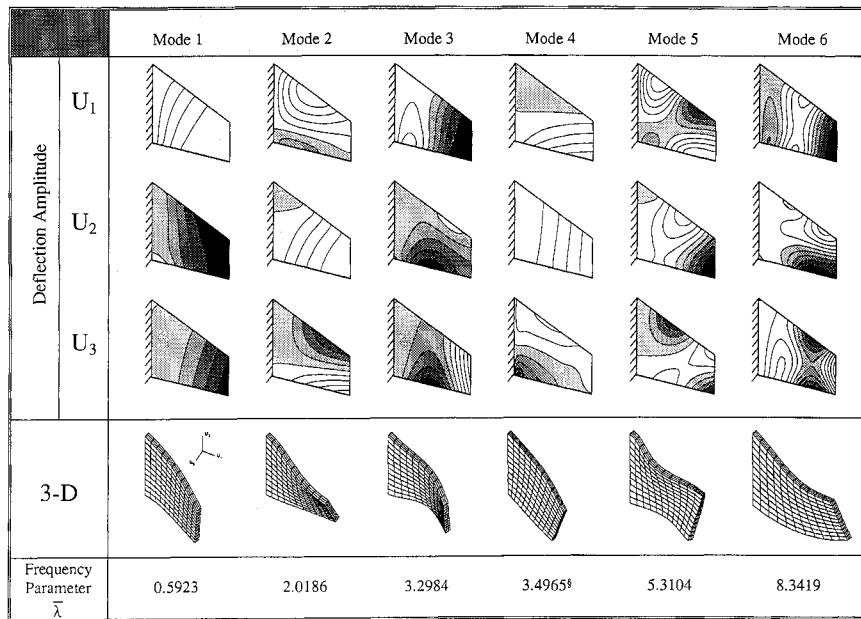 Mode 1 Mode 2 Mode 3 Mode 4 Mode 5 Mode 6
Deflection Amplitude
U₁
U₂
U₃
3-D
Frequency
Parameter
λ̅
0.5923 2.0186 3.2984 3.4965§ 5.3104 8.3419